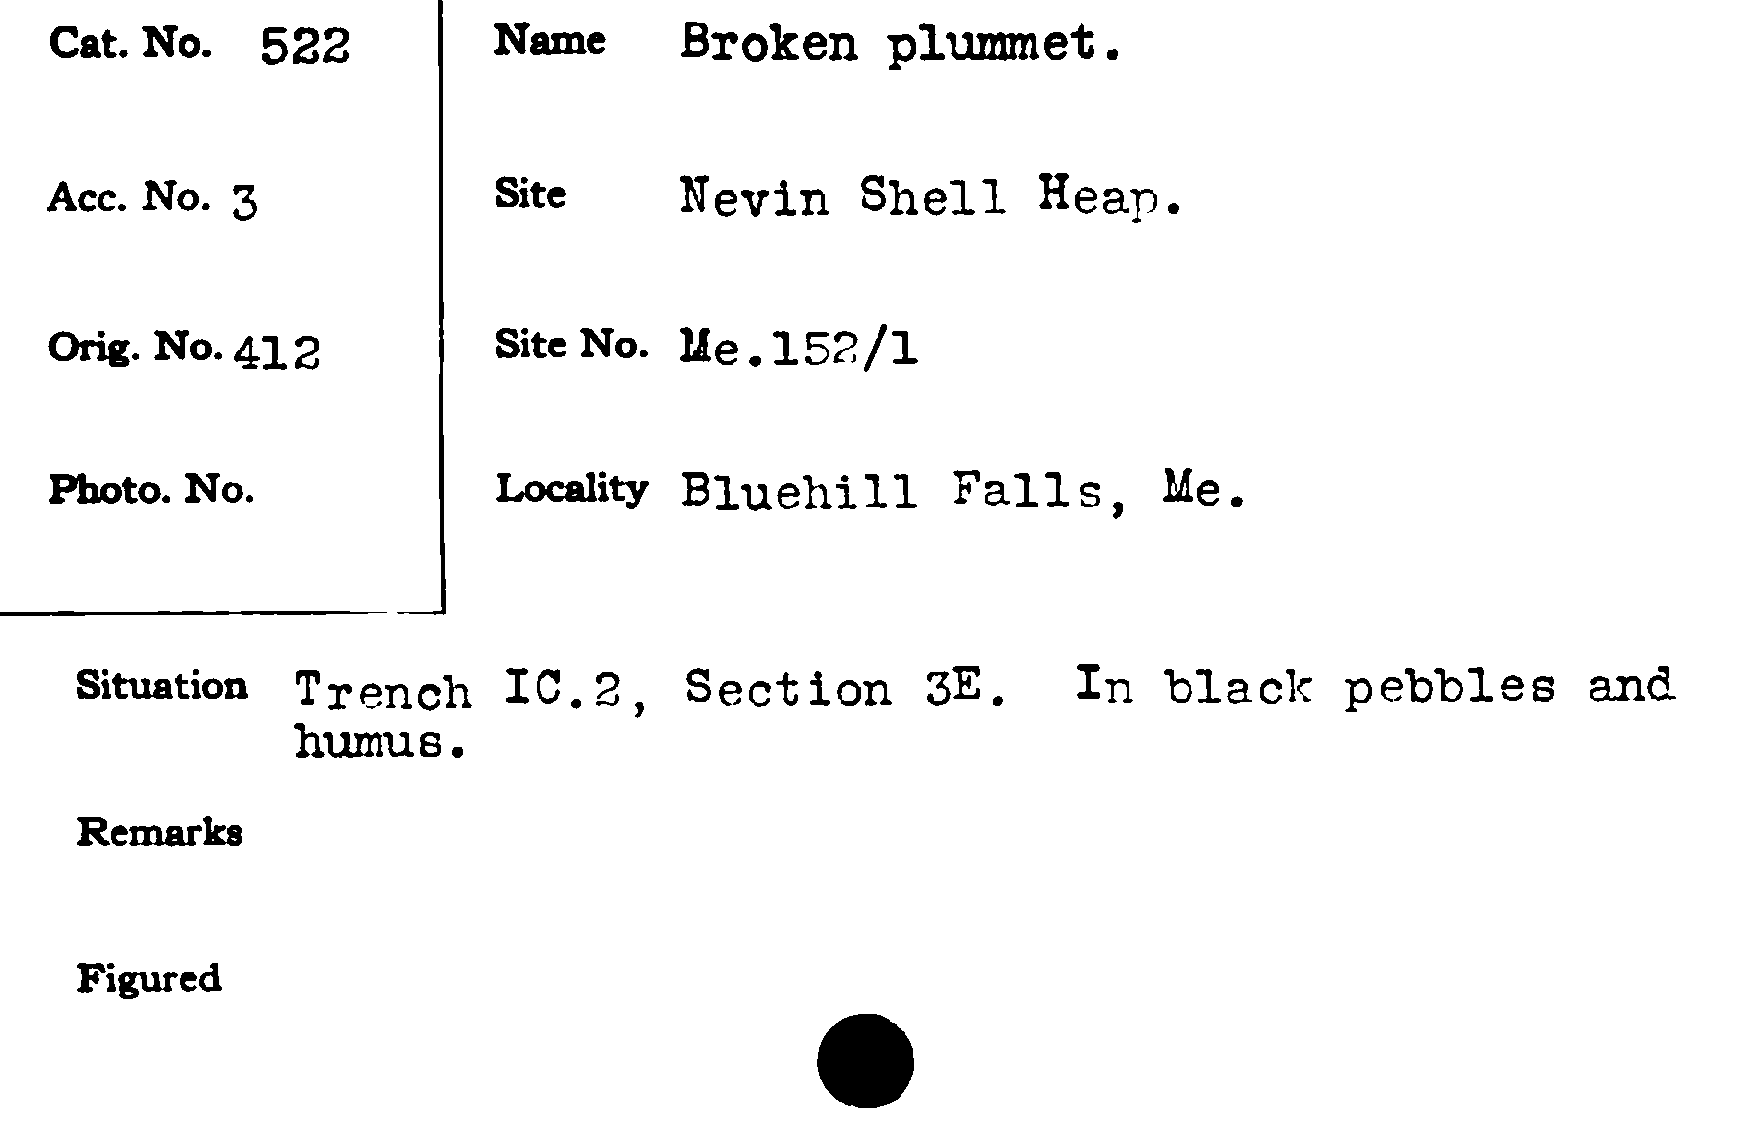 Cat. No. 522
Name Broken plummet.
Acc. No. 3
Site Nevin Shell Heap.
Orig. No. 412
Site No. Me.152/1
Photo. No.
Locality Bluehill Falls, Me.
Situation Trench IC.2, Section 3E. In black pebbles and
humus.
Remarks
Figured